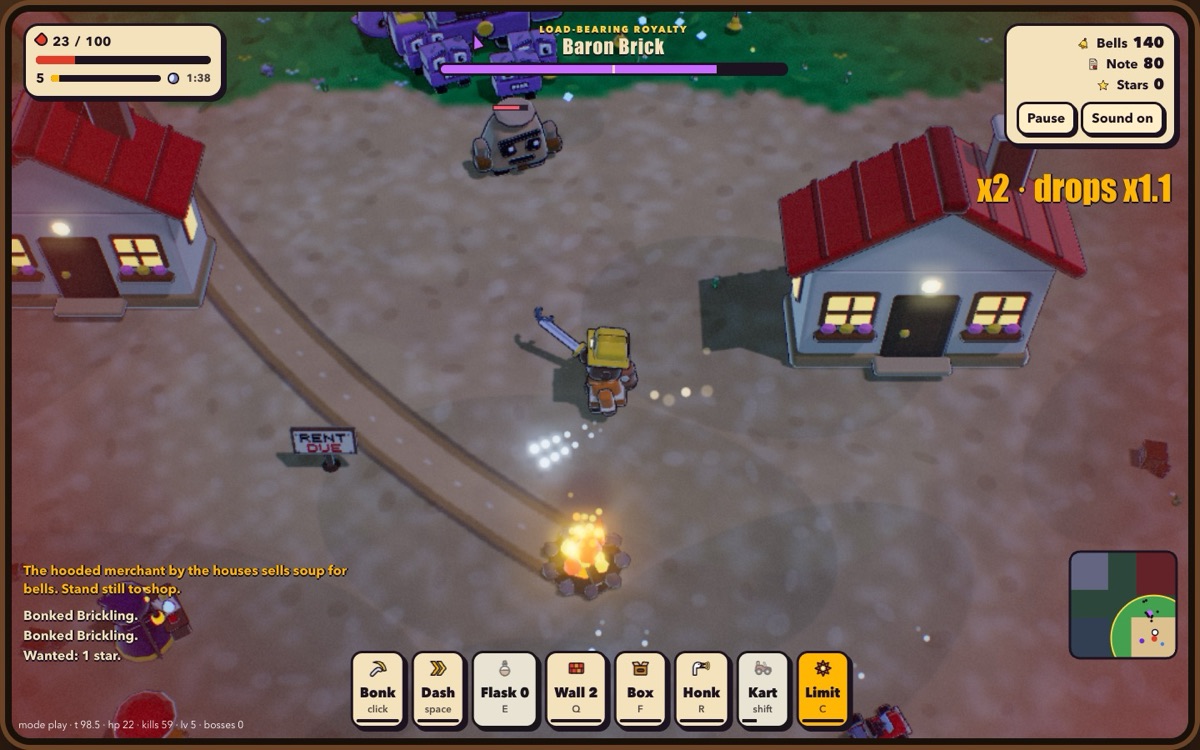 23 / 100
5
1:38
LOAD-BEARING ROYALTY
Baron Brick
Bells 140
Note 80
Stars 0
Pause
Sound on
x2 · drops x1.1
RENT
DUE
The hooded merchant by the houses sells soup for
bells. Stand still to shop.
Bonked Brickling.
Bonked Brickling.
Wanted: 1 star.
Bonk
click
Dash
space
Flask 0
E
Wall 2
Q
Box
F
Honk
R
Kart
shift
Limit
C
mode play · t 98.5 · hp 22 · kills 59 · lv 5 · bosses 0